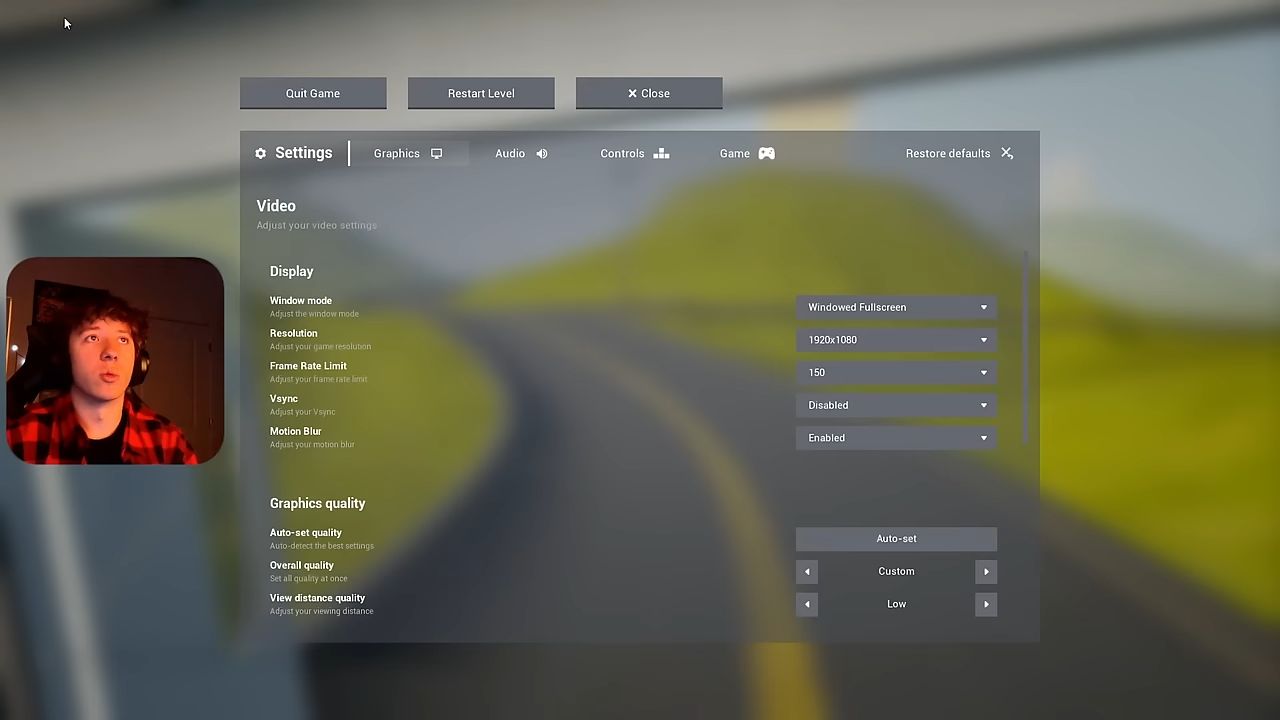 Quit Game
Restart Level
Close
Settings
Graphics
Audio
Controls
Game
Restore defaults
Video
Adjust your video settings
Display
Window mode
Adjust the window mode
Windowed Fullscreen
Resolution
Adjust your game resolution
1920x1080
Frame Rate Limit
Adjust your frame rate limit
150
Vsync
Adjust your Vsync
Disabled
Motion Blur
Adjust your motion blur
Enabled
Graphics quality
Auto-set quality
Auto-detect the best settings
Auto-set
Overall quality
Set all quality at once
Custom
View distance quality
Adjust your viewing distance
Low